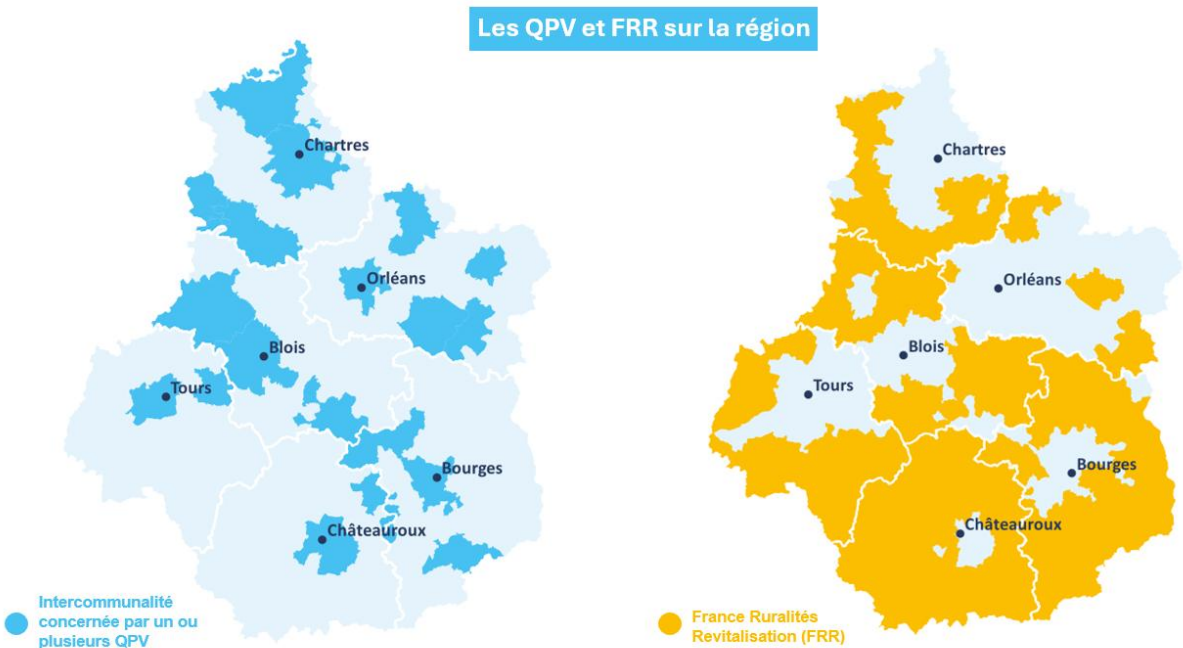 Les QPV et FRR sur la région
Chartres
Orléans
Blois
Tours
Bourges
Châteauroux
Intercommunalité
concernée par un ou
plusieurs QPV
Chartres
Orléans
Blois
Tours
Bourges
Châteauroux
France Ruralités
Revitalisation (FRR)